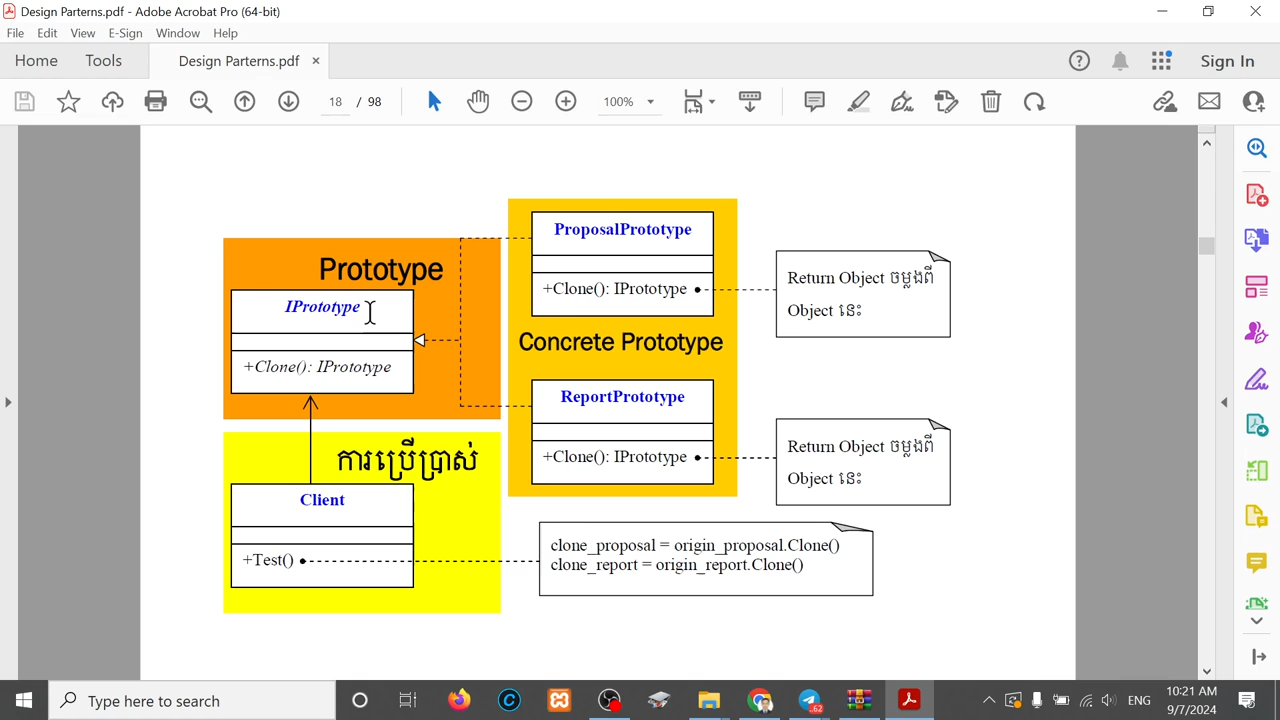 Design Parterns.pdf - Adobe Acrobat Pro (64-bit)
File Edit View E-Sign Window Help
Home Tools Design Parterns.pdf × Sign In
18 / 98 100%
Prototype
IPrototype
+Clone(): IPrototype
ProposalPrototype
+Clone(): IPrototype
Concrete Prototype
ReportPrototype
+Clone(): IPrototype
Return Object ចម្លងពី
Object នេះ
Return Object ចម្លងពី
Object នេះ
ការប្រើប្រាស់
Client
+Test()
clone_proposal = origin_proposal.Clone()
clone_report = origin_report.Clone()
Type here to search
62
ENG
10:21 AM
9/7/2024